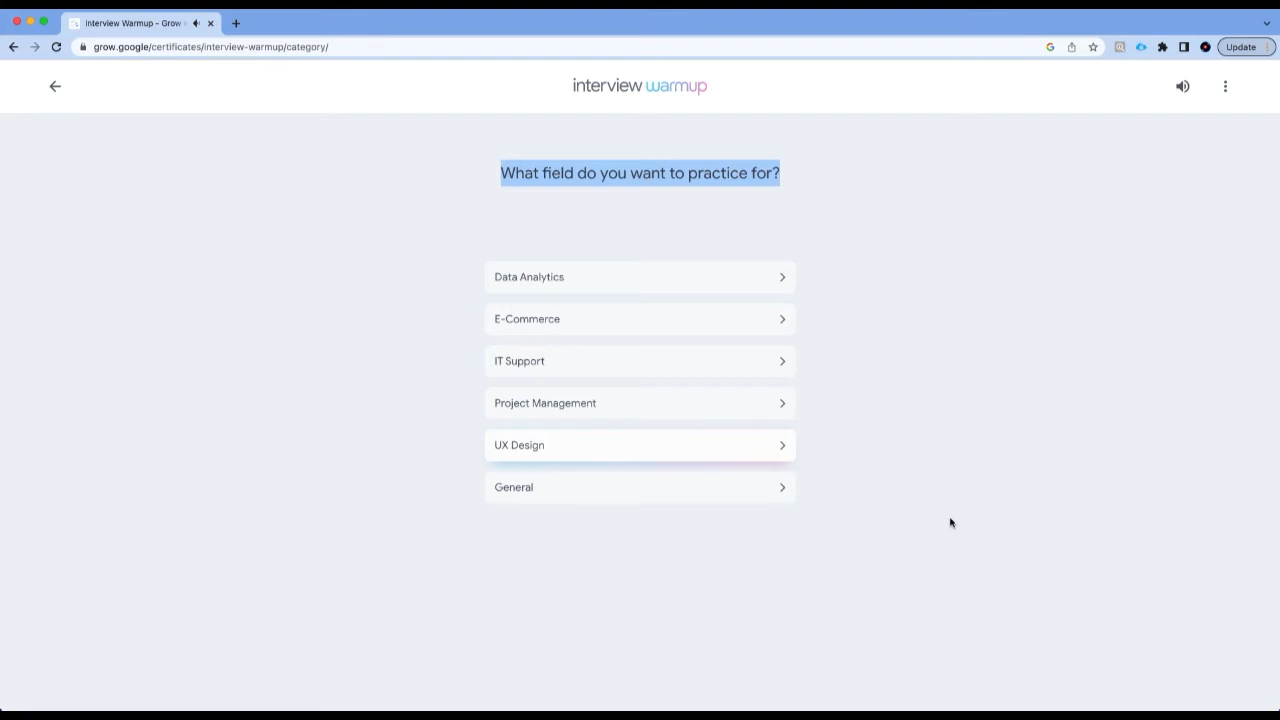 Interview Warmup - Grow
grow.google/certificates/interview-warmup/category/
Update
interview warmup
What field do you want to practice for?
Data Analytics
E-Commerce
IT Support
Project Management
UX Design
General